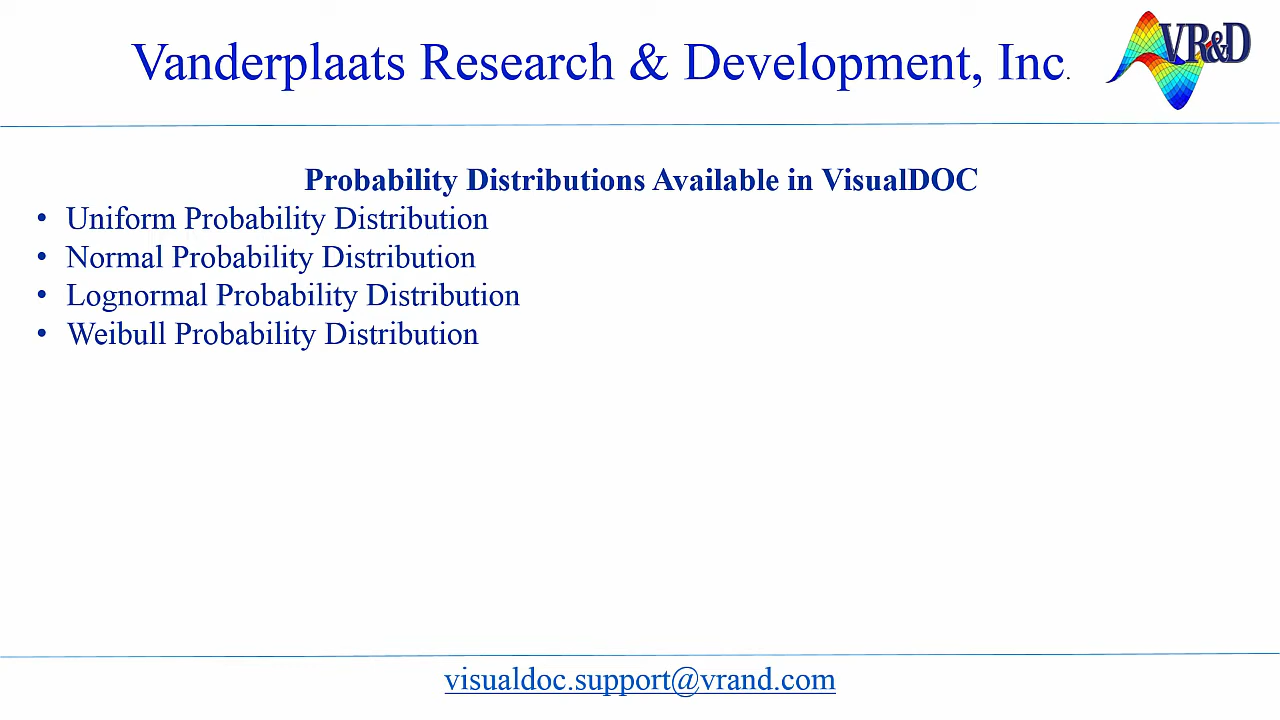 Vanderplaats Research & Development, Inc.
VR&D
Probability Distributions Available in VisualDOC
• Uniform Probability Distribution
• Normal Probability Distribution
• Lognormal Probability Distribution
• Weibull Probability Distribution
visualdoc.support@vrand.com